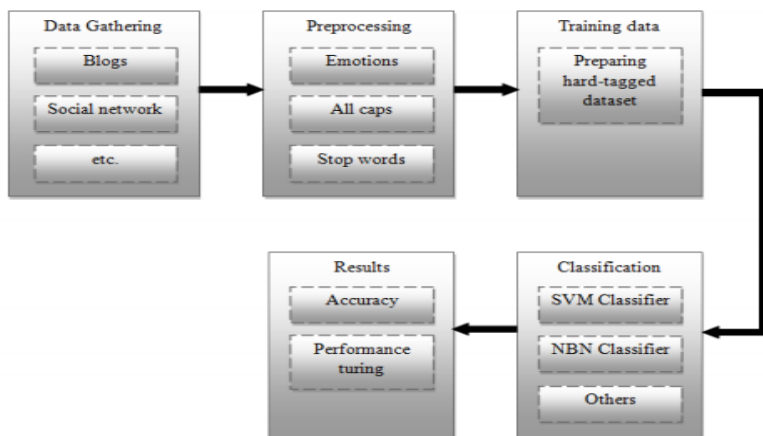 Data Gathering
Blogs
Social network
etc.
Preprocessing
Emotions
All caps
Stop words
Training data
Preparing
hard-tagged
dataset
Results
Accuracy
Performance
turing
Classification
SVM Classifier
NBN Classifier
Others